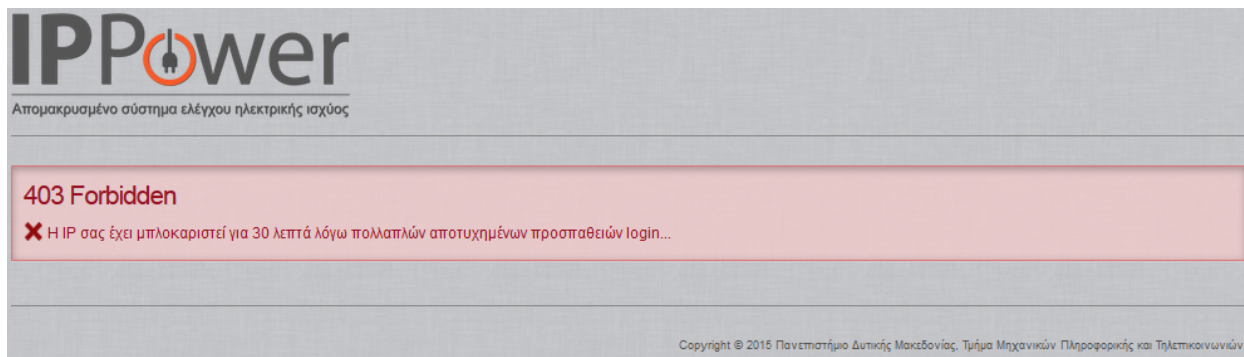 IPPower
Απομακρυσμένο σύστημα ελέγχου ηλεκτρικής ισχύος
403 Forbidden
Η IP σας έχει μπλοκαριστεί για 30 λεπτά λόγω πολλαπλών αποτυχημένων προσπαθειών login...
Copyright © 2015 Πανεπιστήμιο Δυτικής Μακεδονίας, Τμήμα Μηχανικών Πληροφορικής και Τηλεπικοινωνιών